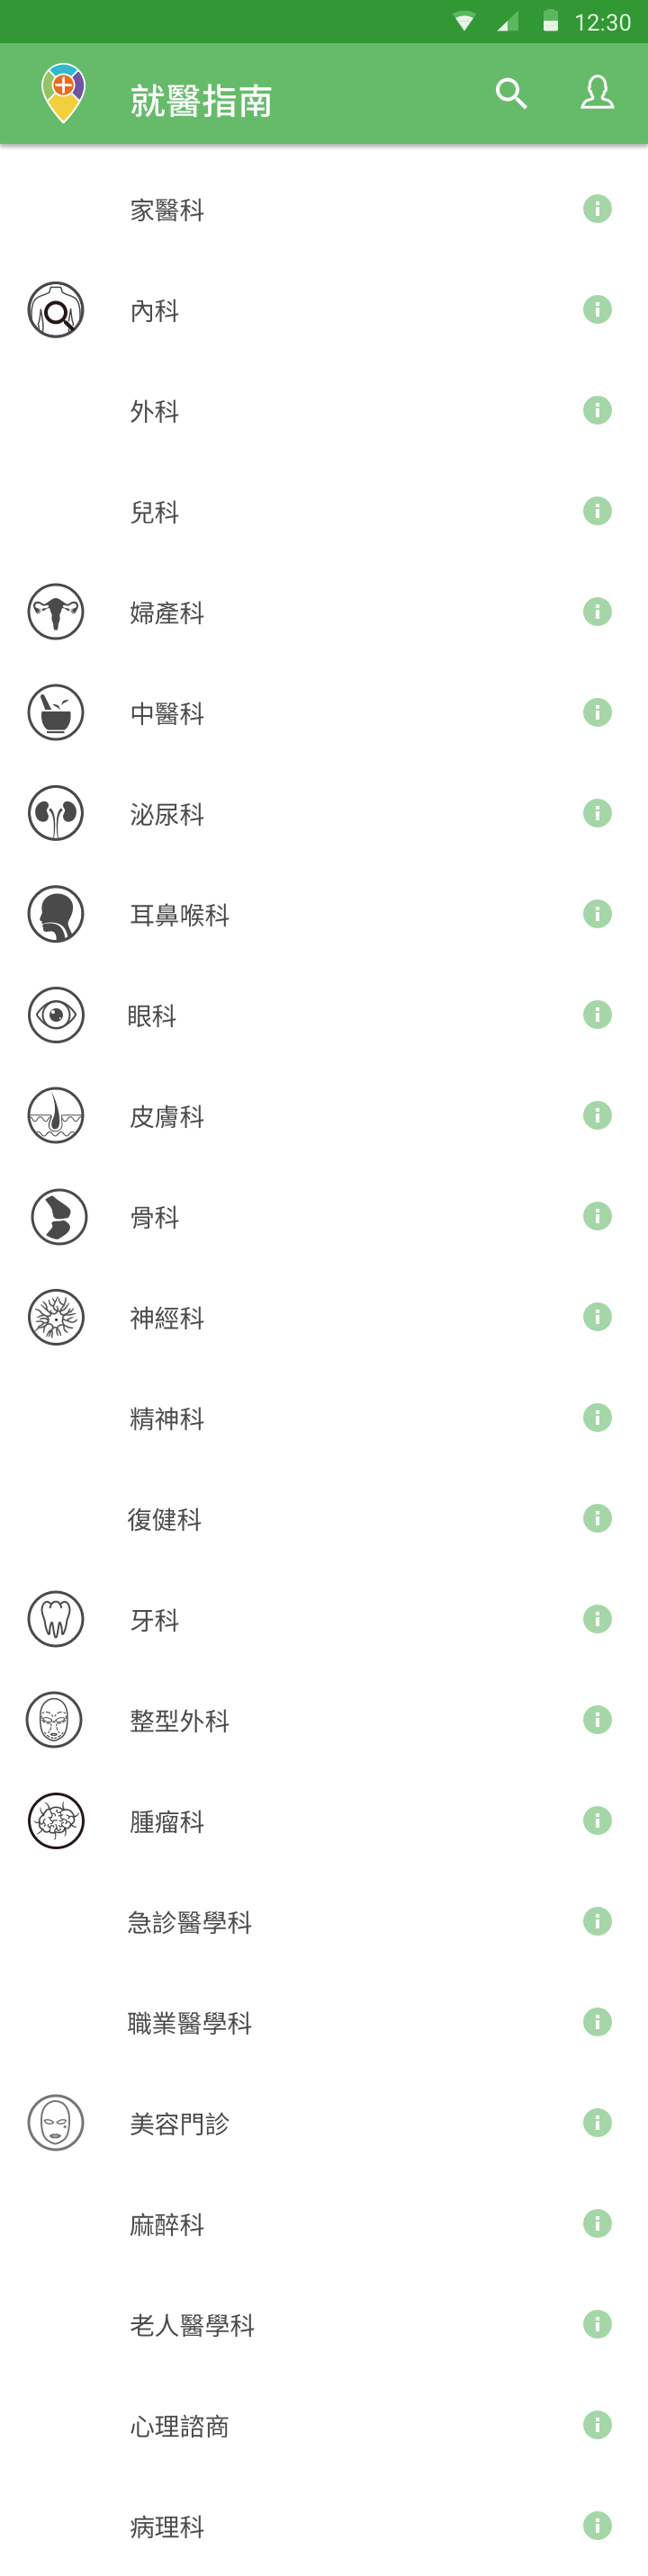 12:30
就醫指南
家醫科
內科
外科
兒科
婦產科
中醫科
泌尿科
耳鼻喉科
眼科
皮膚科
骨科
神經科
精神科
復健科
牙科
整型外科
腫瘤科
急診醫學科
職業醫學科
美容門診
麻醉科
老人醫學科
心理諮商
病理科